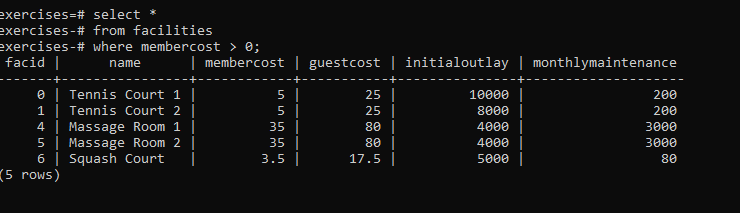 exercises=# select *
exercises-# from facilities
exercises-# where membercost > 0;
 facid |      name      | membercost | guestcost | initialoutlay | monthlymaintenance
-------+----------------+------------+-----------+---------------+--------------------
     0 | Tennis Court 1 |          5 |        25 |         10000 |                200
     1 | Tennis Court 2 |          5 |        25 |          8000 |                200
     4 | Massage Room 1 |         35 |        80 |          4000 |               3000
     5 | Massage Room 2 |         35 |        80 |          4000 |               3000
     6 | Squash Court   |        3.5 |      17.5 |          5000 |                 80
(5 rows)